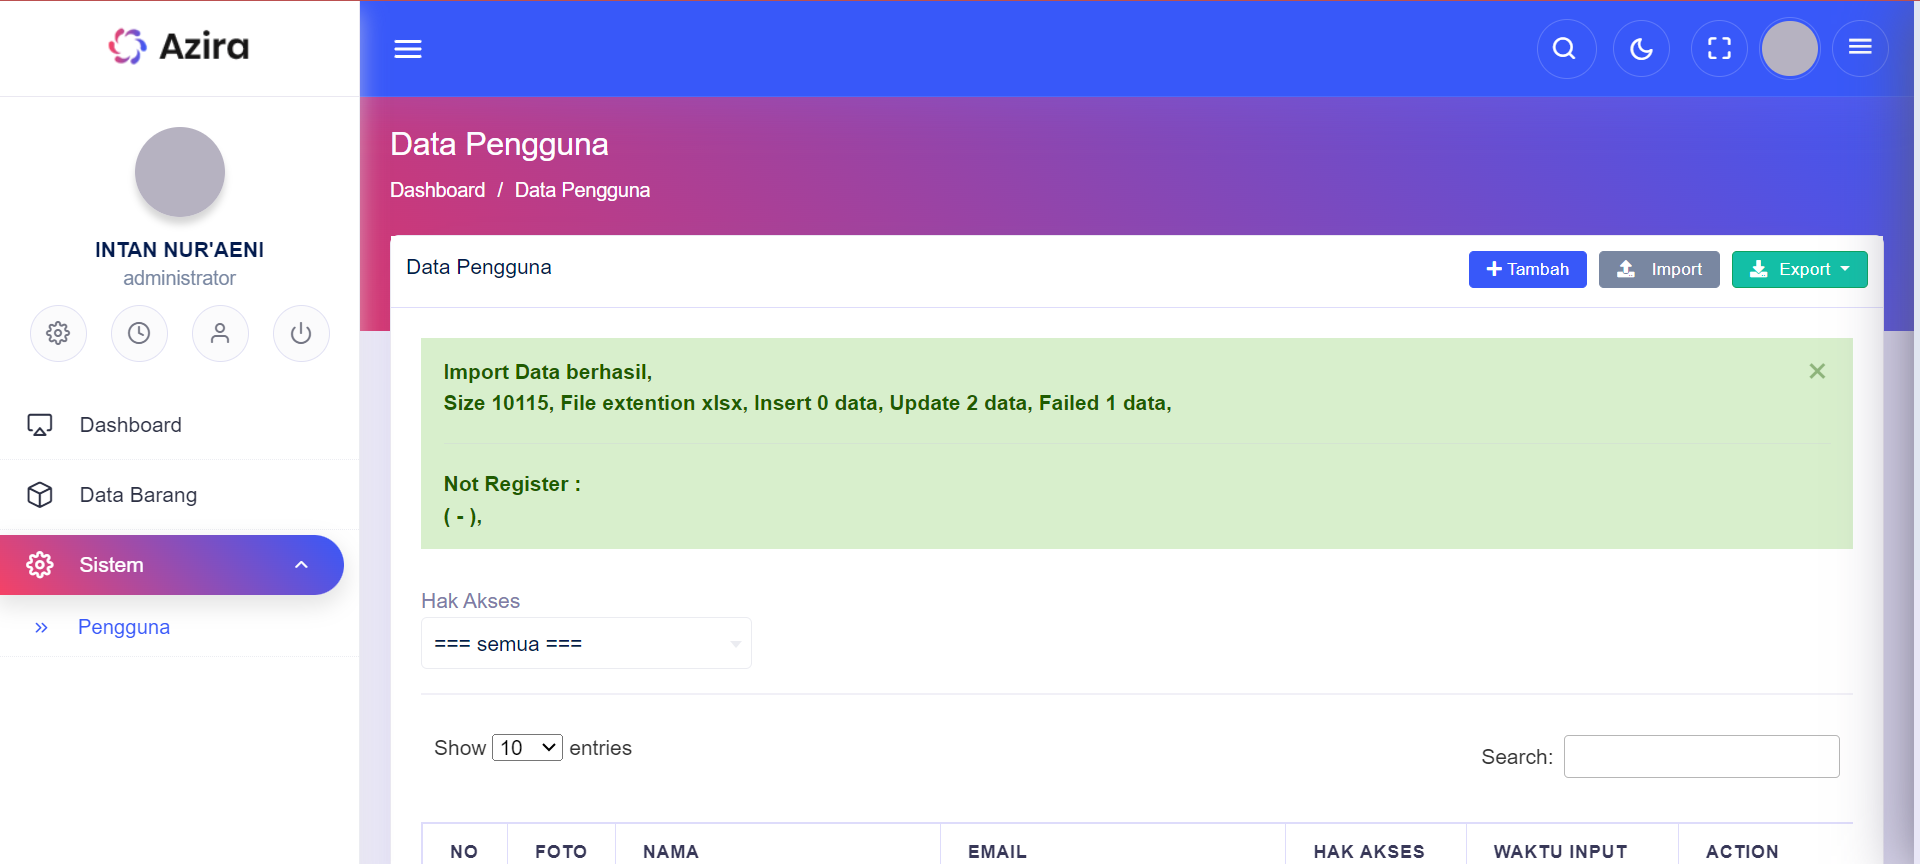 Azira
INTAN NUR'AENI
administrator
Dashboard
Data Barang
Sistem
Pengguna
Data Pengguna
Dashboard / Data Pengguna
Data Pengguna
Tambah
Import
Export
Import Data berhasil,
Size 10115, File extention xlsx, Insert 0 data, Update 2 data, Failed 1 data,
Not Register :
( - ),
Hak Akses
=== semua ===
Show 10 entries
Search:
NO FOTO NAMA EMAIL HAK AKSES WAKTU INPUT ACTION